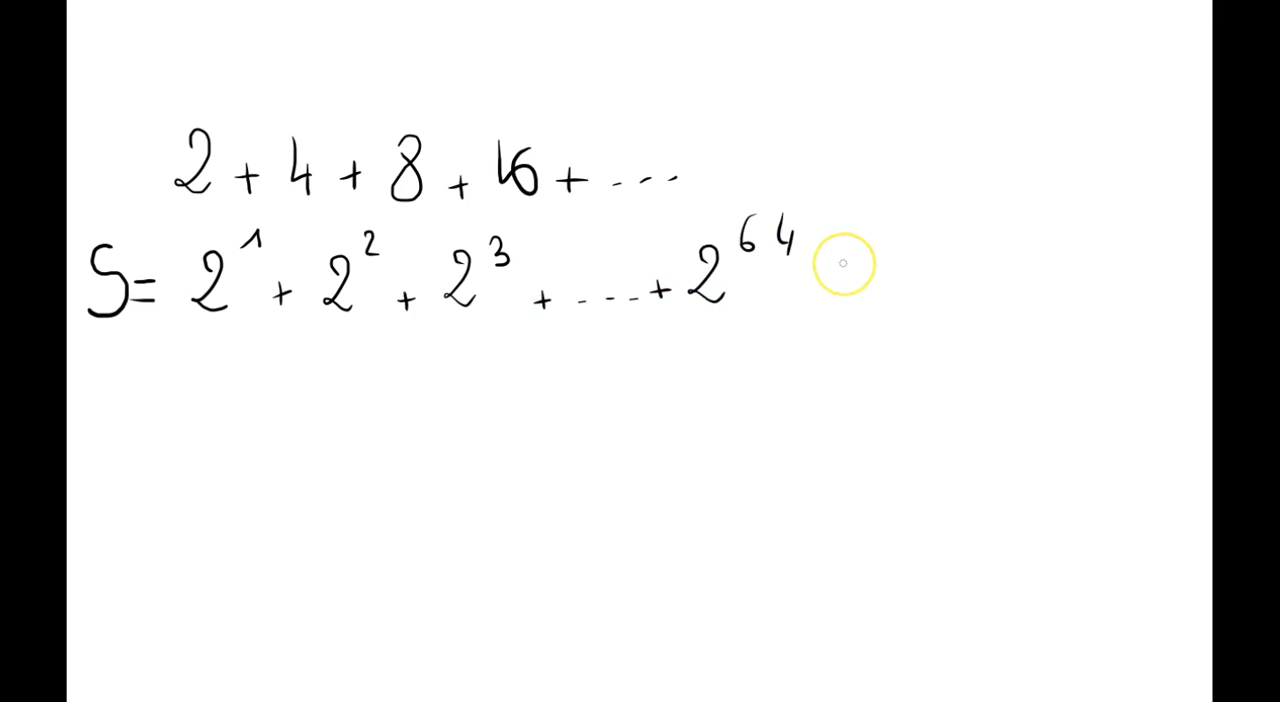 2 + 4 + 8 + 16 + ...
S = 2^1 + 2^2 + 2^3 + ... + 2^64